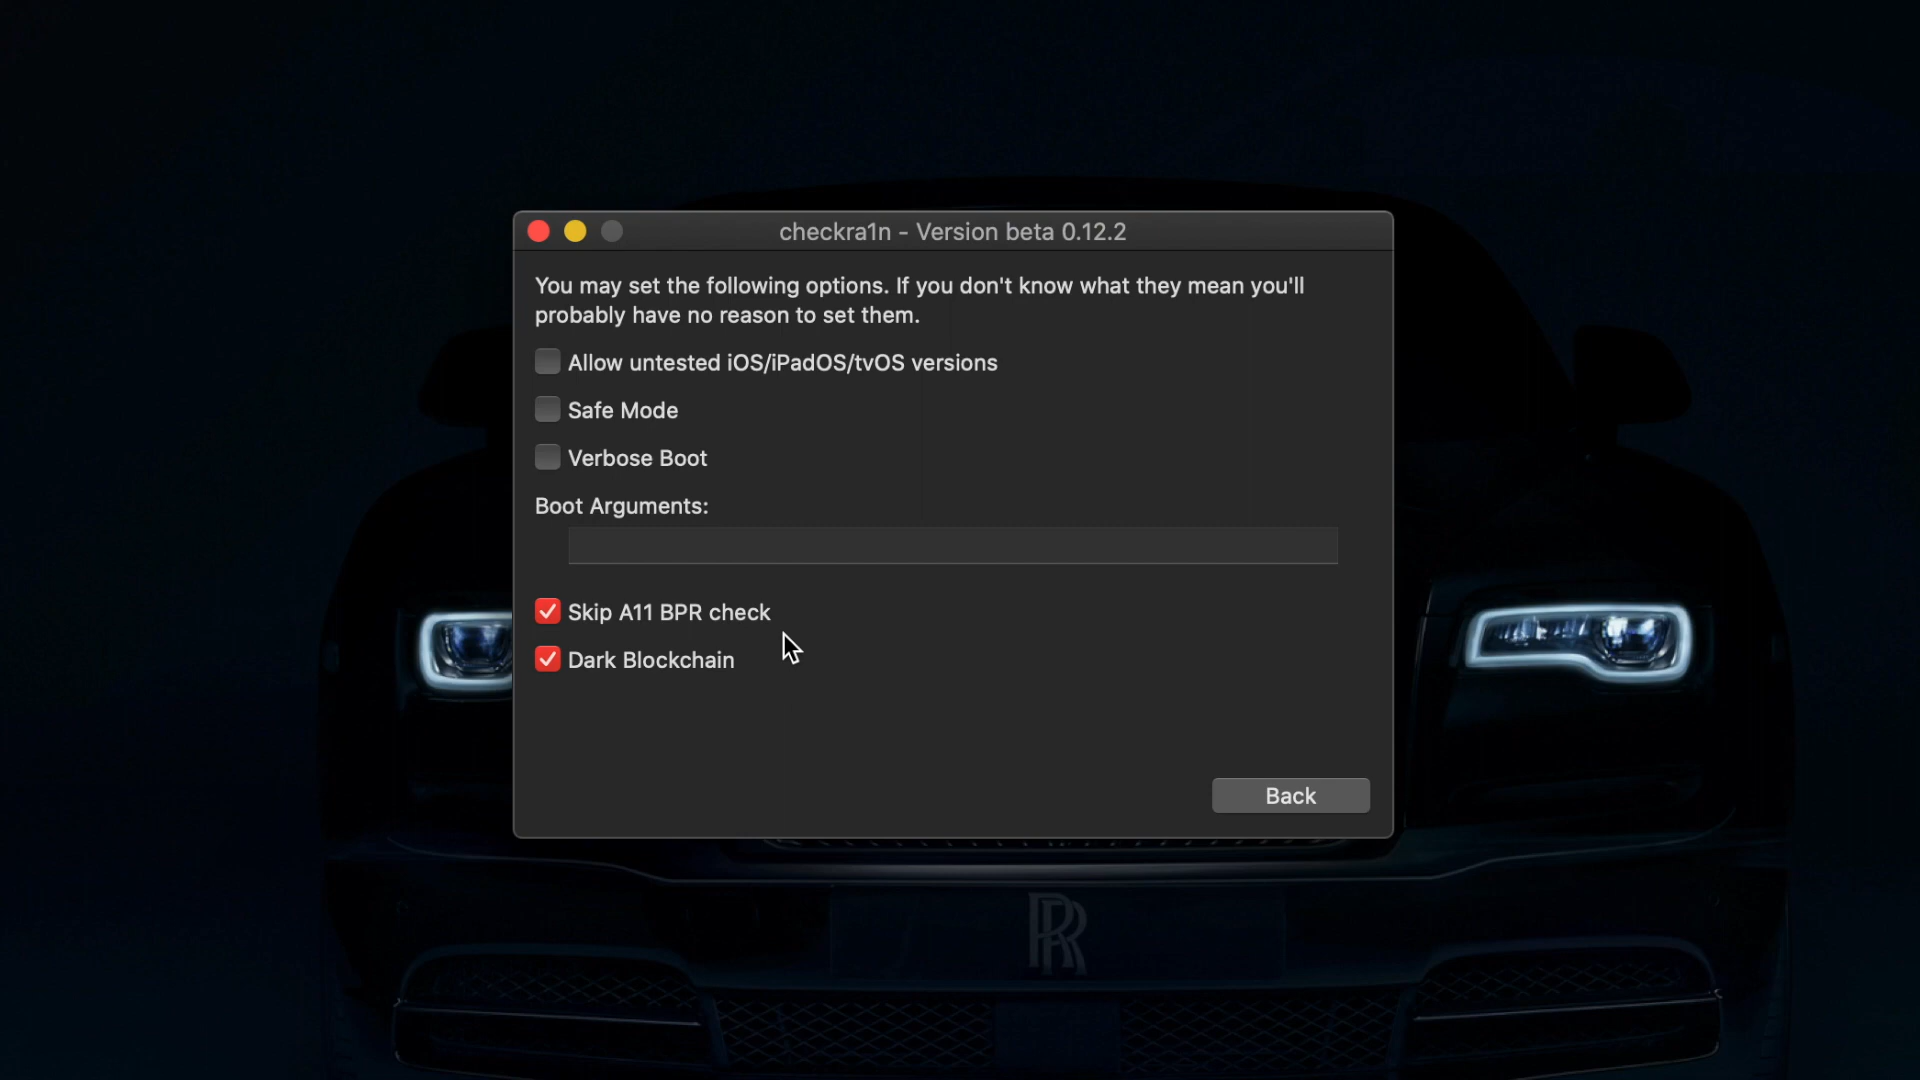 checkra1n - Version beta 0.12.2
You may set the following options. If you don't know what they mean you'll
probably have no reason to set them.
Allow untested iOS/iPadOS/tvOS versions
Safe Mode
Verbose Boot
Boot Arguments:
Skip A11 BPR check
Dark Blockchain
Back
RR